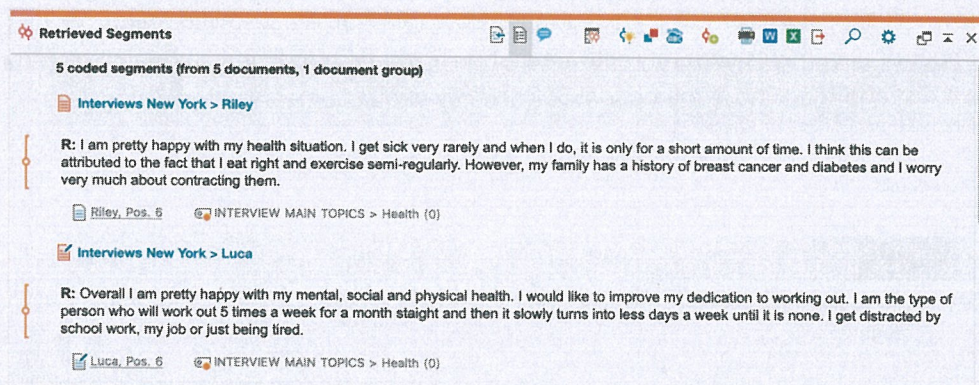 Retrieved Segments
5 coded segments (from 5 documents, 1 document group)
Interviews New York > Riley
R: I am pretty happy with my health situation. I get sick very rarely and when I do, it is only for a short amount of time. I think this can be
attributed to the fact that I eat right and exercise semi-regularly. However, my family has a history of breast cancer and diabetes and I worry
very much about contracting them.
Riley, Pos. 6 INTERVIEW MAIN TOPICS > Health (0)
Interviews New York > Luca
R: Overall I am pretty happy with my mental, social and physical health. I would like to improve my dedication to working out. I am the type of
person who will work out 5 times a week for a month staight and then it slowly turns into less days a week until it is none. I get distracted by
school work, my job or just being tired.
Luca, Pos. 6 INTERVIEW MAIN TOPICS > Health (0)